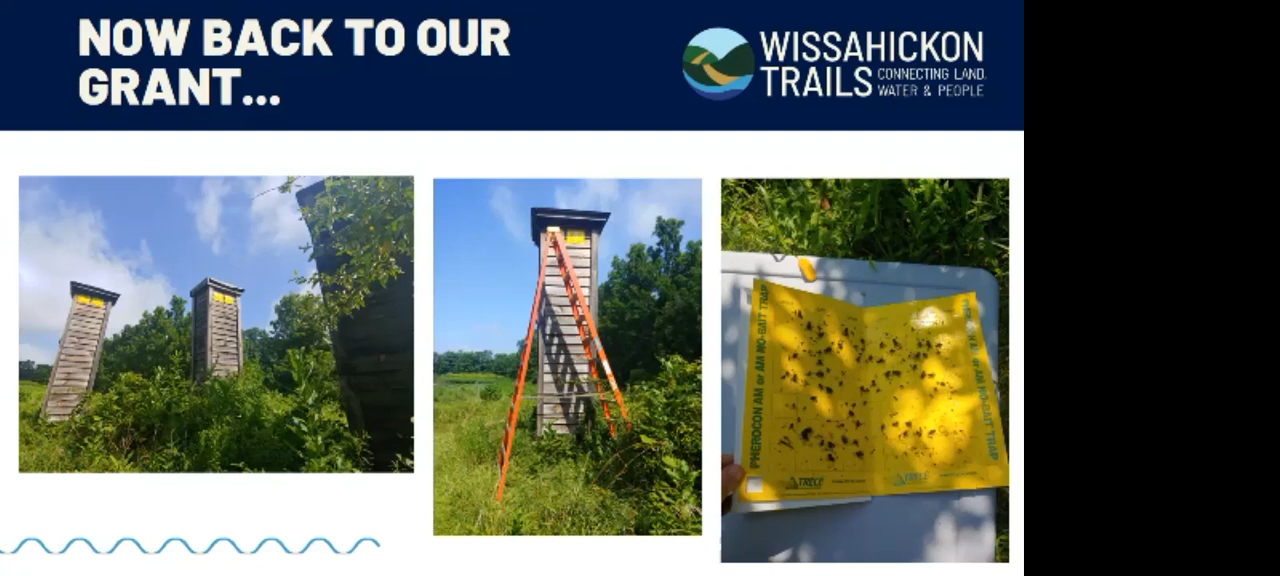 NOW BACK TO OUR
GRANT...
WISSAHICKON
TRAILS CONNECTING LAND,
WATER & PEOPLE
PHEROCON AM or AM NO-BAIT TRAP
TRÉCÉ
TRÉCÉ